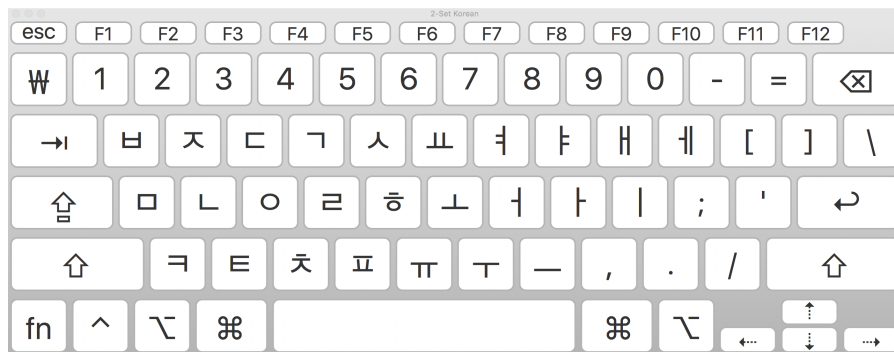 2-Set Korean
esc F1 F2 F3 F4 F5 F6 F7 F8 F9 F10 F11 F12
₩ 1 2 3 4 5 6 7 8 9 0 - = ⌫
⇥ ㅂ ㅈ ㄷ ㄱ ㅅ ㅛ ㅕ ㅑ ㅐ ㅔ [ ] \
⇪ ㅁ ㄴ ㅇ ㄹ ㅎ ㅗ ㅓ ㅏ ㅣ ; ' ↩
⇧ ㅋ ㅌ ㅊ ㅍ ㅠ ㅜ ㅡ , . / ⇧
fn ^ ⌥ ⌘ ⌘ ⌥ ⇠ ⇡ ⇣ ⇢